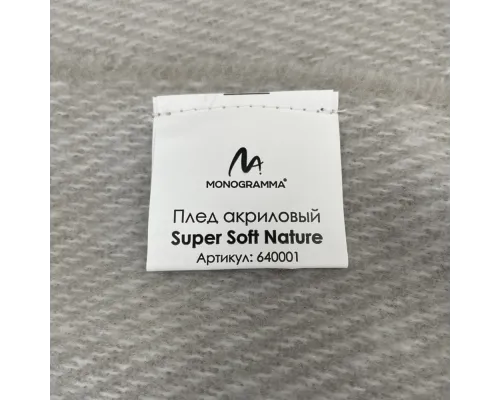 MONOGRAMMA®
Плед акриловый
Super Soft Nature
Артикул: 640001